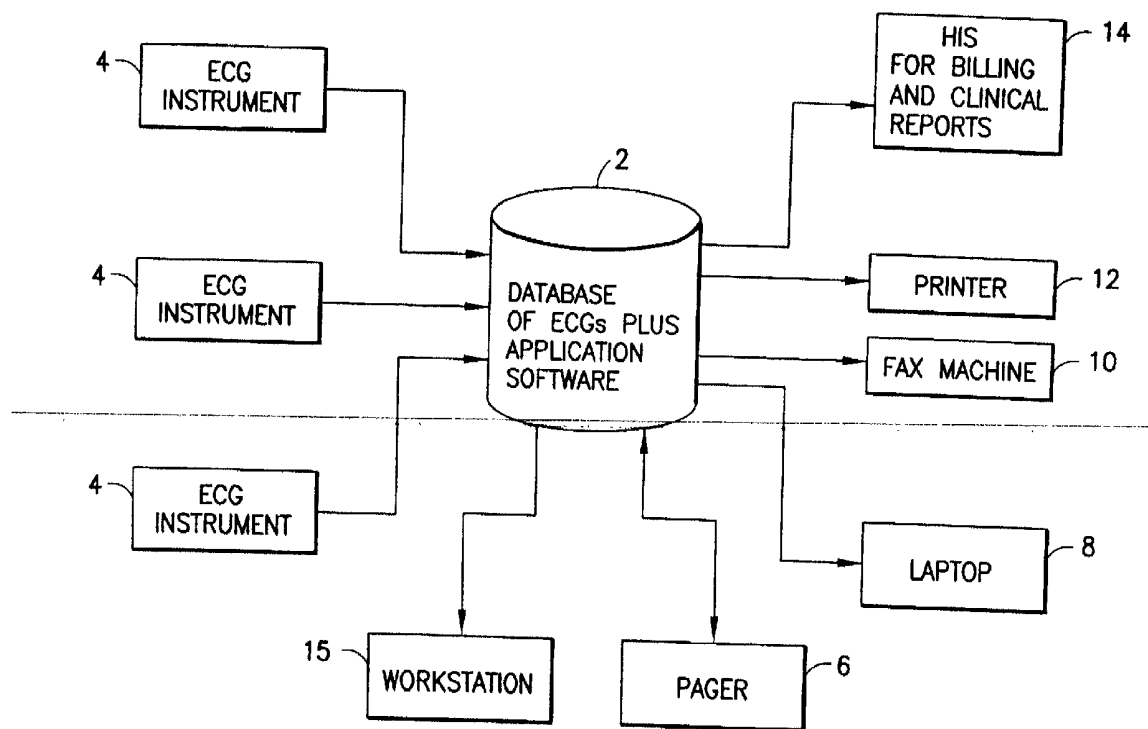 4
ECG
INSTRUMENT
HIS
FOR BILLING
AND CLINICAL
REPORTS
14
2
4
ECG
INSTRUMENT
DATABASE
OF ECGs PLUS
APPLICATION
SOFTWARE
PRINTER
12
FAX MACHINE
10
4
ECG
INSTRUMENT
LAPTOP
8
15
WORKSTATION
PAGER
6